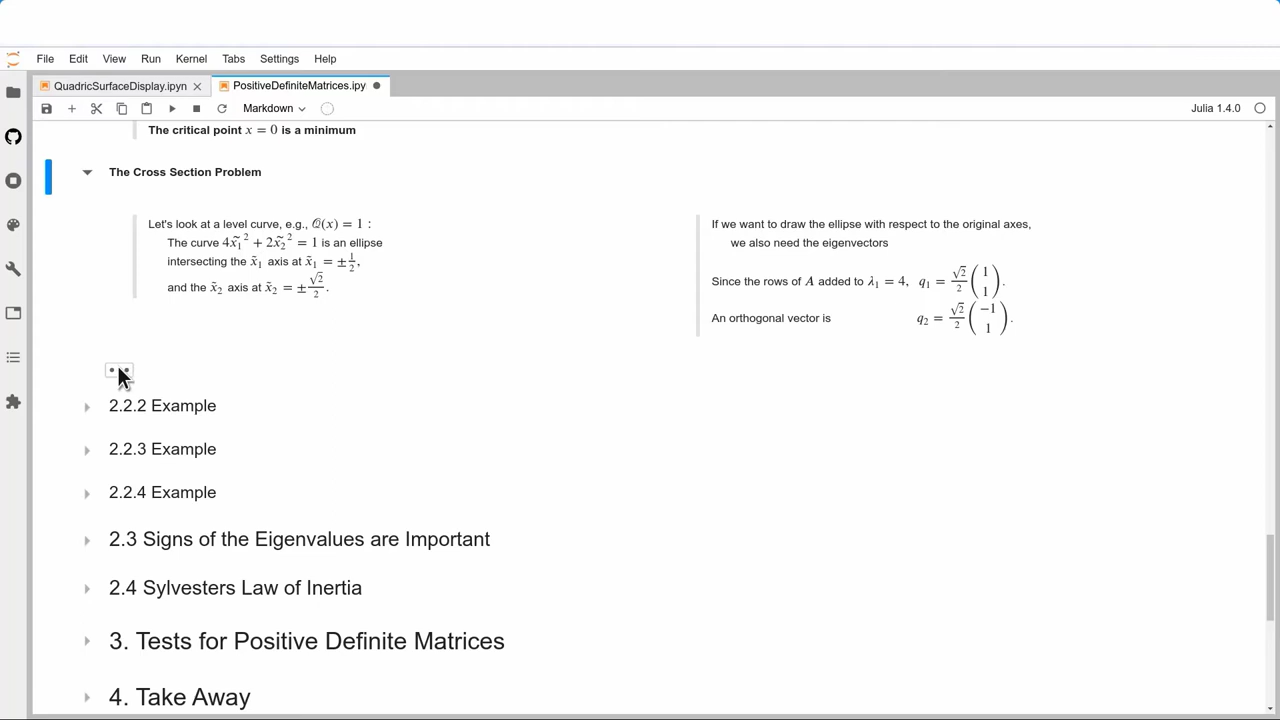 File Edit View Run Kernel Tabs Settings Help
QuadricSurfaceDisplay.ipyn PositiveDefiniteMatrices.ipy
Markdown Julia 1.4.0
The critical point x = 0 is a minimum
The Cross Section Problem
Let's look at a level curve, e.g., 𝒬(x) = 1 :
The curve 4x̃₁² + 2x̃₂² = 1 is an ellipse
intersecting the x̃₁ axis at x̃₁ = ±1/2,
and the x̃₂ axis at x̃₂ = ±√2/2.
If we want to draw the ellipse with respect to the original axes,
we also need the eigenvectors
Since the rows of A added to λ₁ = 4, q₁ = √2/2 (1 1).
An orthogonal vector is q₂ = √2/2 (−1 1).
2.2.2 Example
2.2.3 Example
2.2.4 Example
2.3 Signs of the Eigenvalues are Important
2.4 Sylvesters Law of Inertia
3. Tests for Positive Definite Matrices
4. Take Away